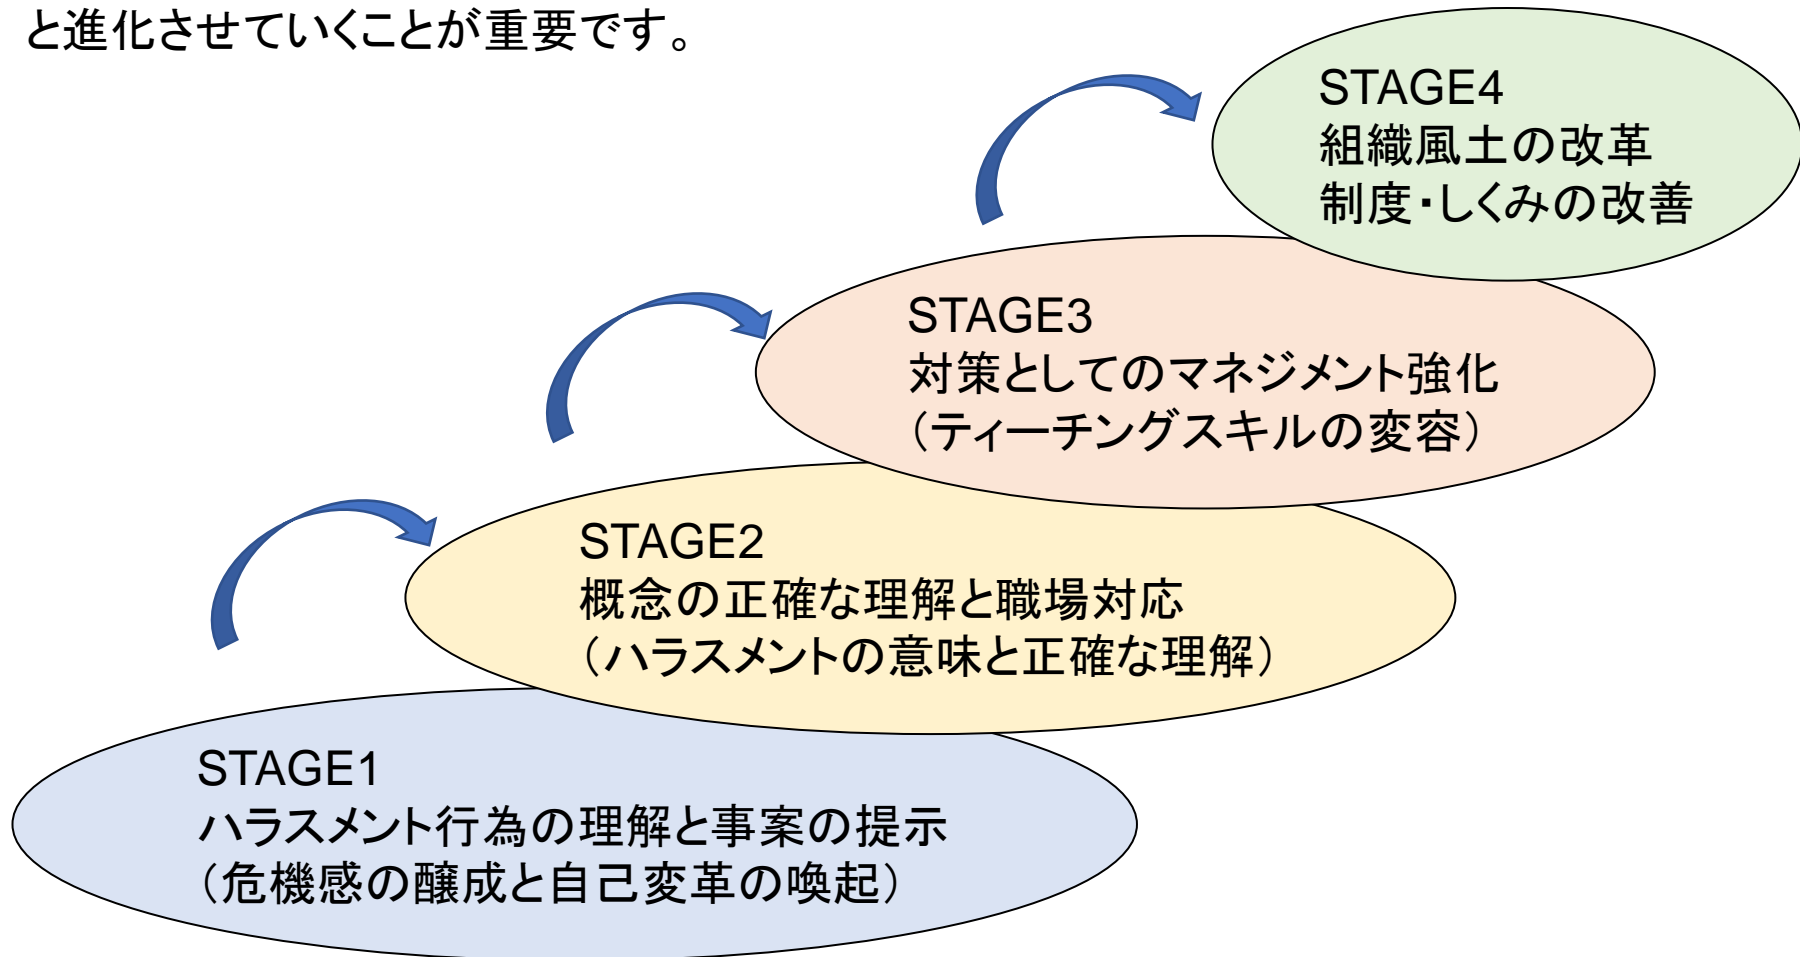 と進化させていくことが重要です。
STAGE4
組織風土の改革
制度・しくみの改善
STAGE3
対策としてのマネジメント強化
（ティーチングスキルの変容）
STAGE2
概念の正確な理解と職場対応
（ハラスメントの意味と正確な理解）
STAGE1
ハラスメント行為の理解と事案の提示
（危機感の醸成と自己変革の喚起）